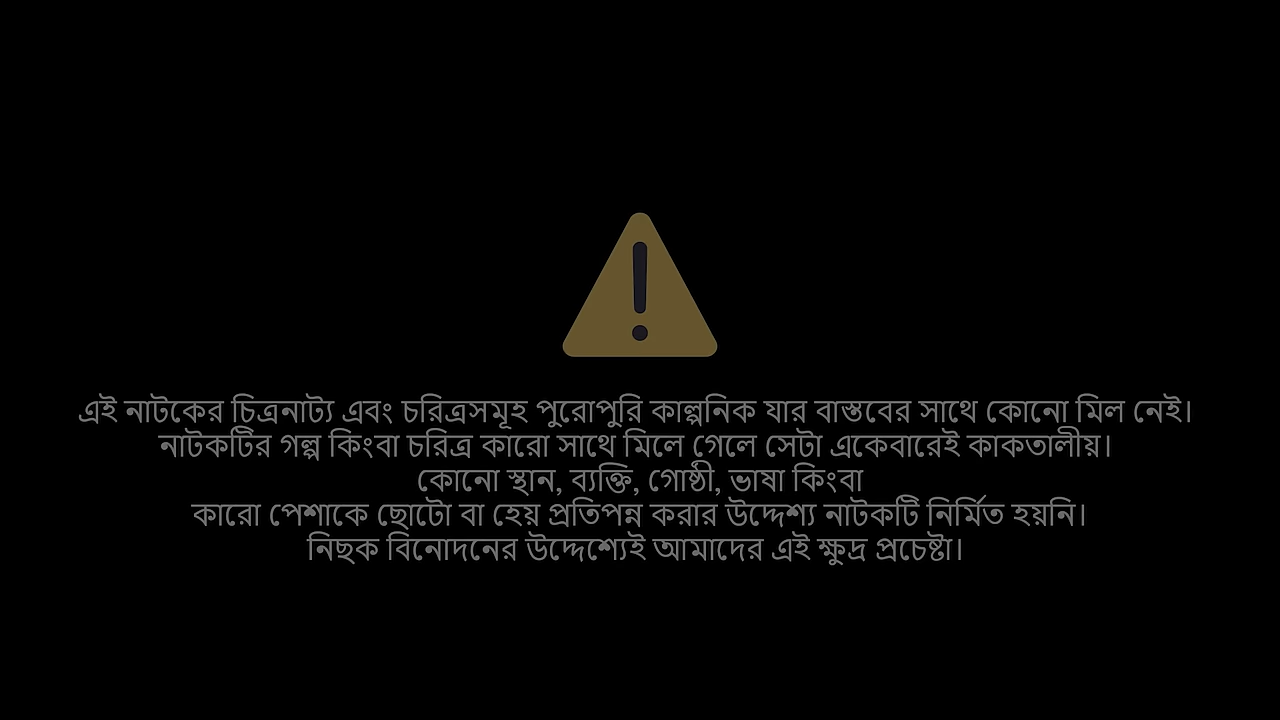 এই নাটকের চিত্রনাট্য এবং চরিত্রসমূহ পুরোপুরি কাল্পনিক যার বাস্তবের সাথে কোনো মিল নেই।
নাটকটির গল্প কিংবা চরিত্র কারো সাথে মিলে গেলে সেটা একেবারেই কাকতালীয়।
কোনো স্থান, ব্যক্তি, গোষ্ঠী, ভাষা কিংবা
কারো পেশাকে ছোটো বা হেয় প্রতিপন্ন করার উদ্দেশ্য নাটকটি নির্মিত হয়নি।
নিছক বিনোদনের উদ্দেশ্যেই আমাদের এই ক্ষুদ্র প্রচেষ্টা।